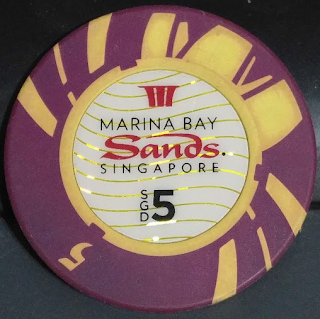 MARINA BAY
Sands.
SINGAPORE
SGD 5
5